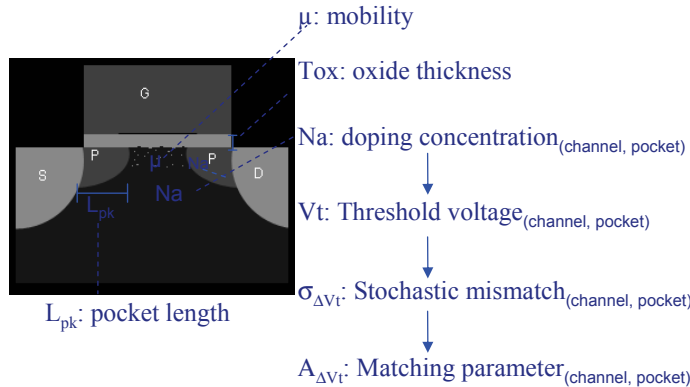 μ: mobility
Tox: oxide thickness
G
Na: doping concentration(channel, pocket)
P
μ
Na
P
S
D
Na
Lpk
Vt: Threshold voltage(channel, pocket)
σΔVt: Stochastic mismatch(channel, pocket)
Lpk: pocket length
AΔVt: Matching parameter(channel, pocket)